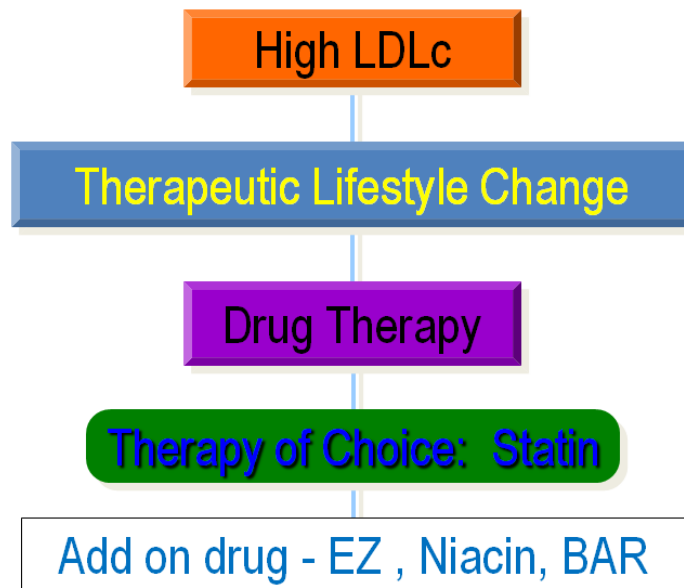 High LDLc
Therapeutic Lifestyle Change
Drug Therapy
Therapy of Choice: Statin
Add on drug - EZ , Niacin, BAR